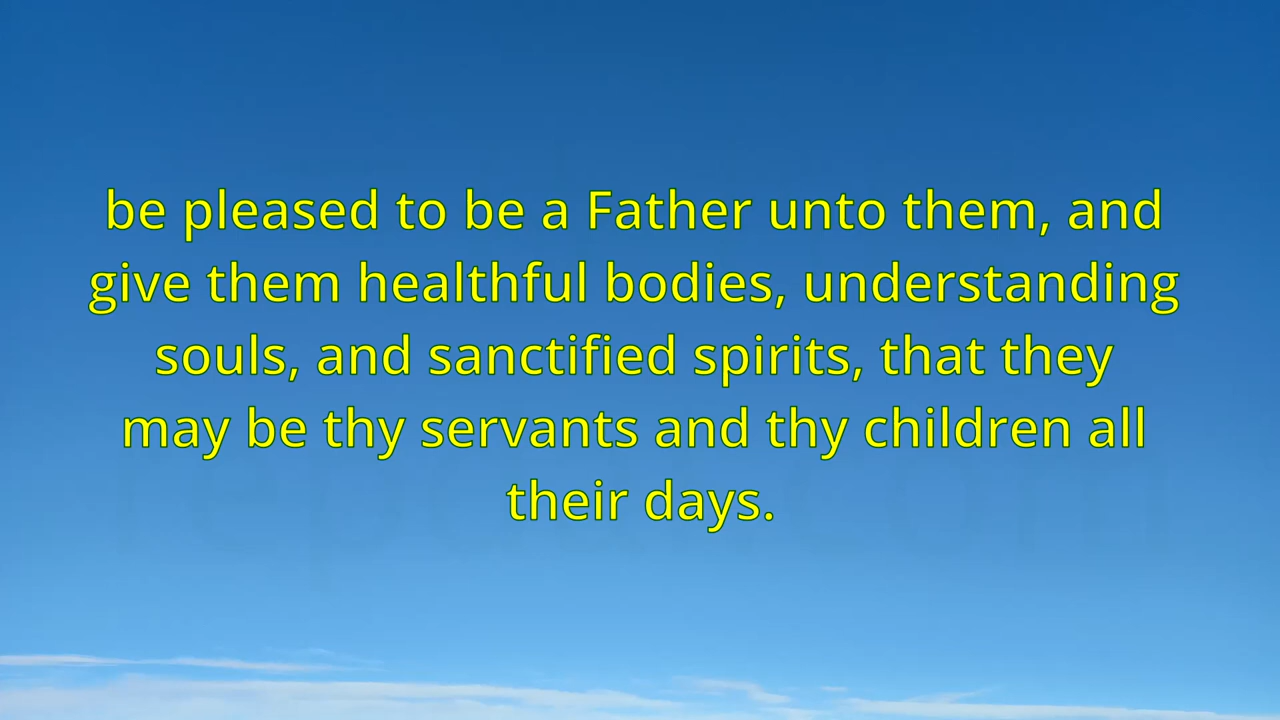 be pleased to be a Father unto them, and
give them healthful bodies, understanding
souls, and sanctified spirits, that they
may be thy servants and thy children all
their days.